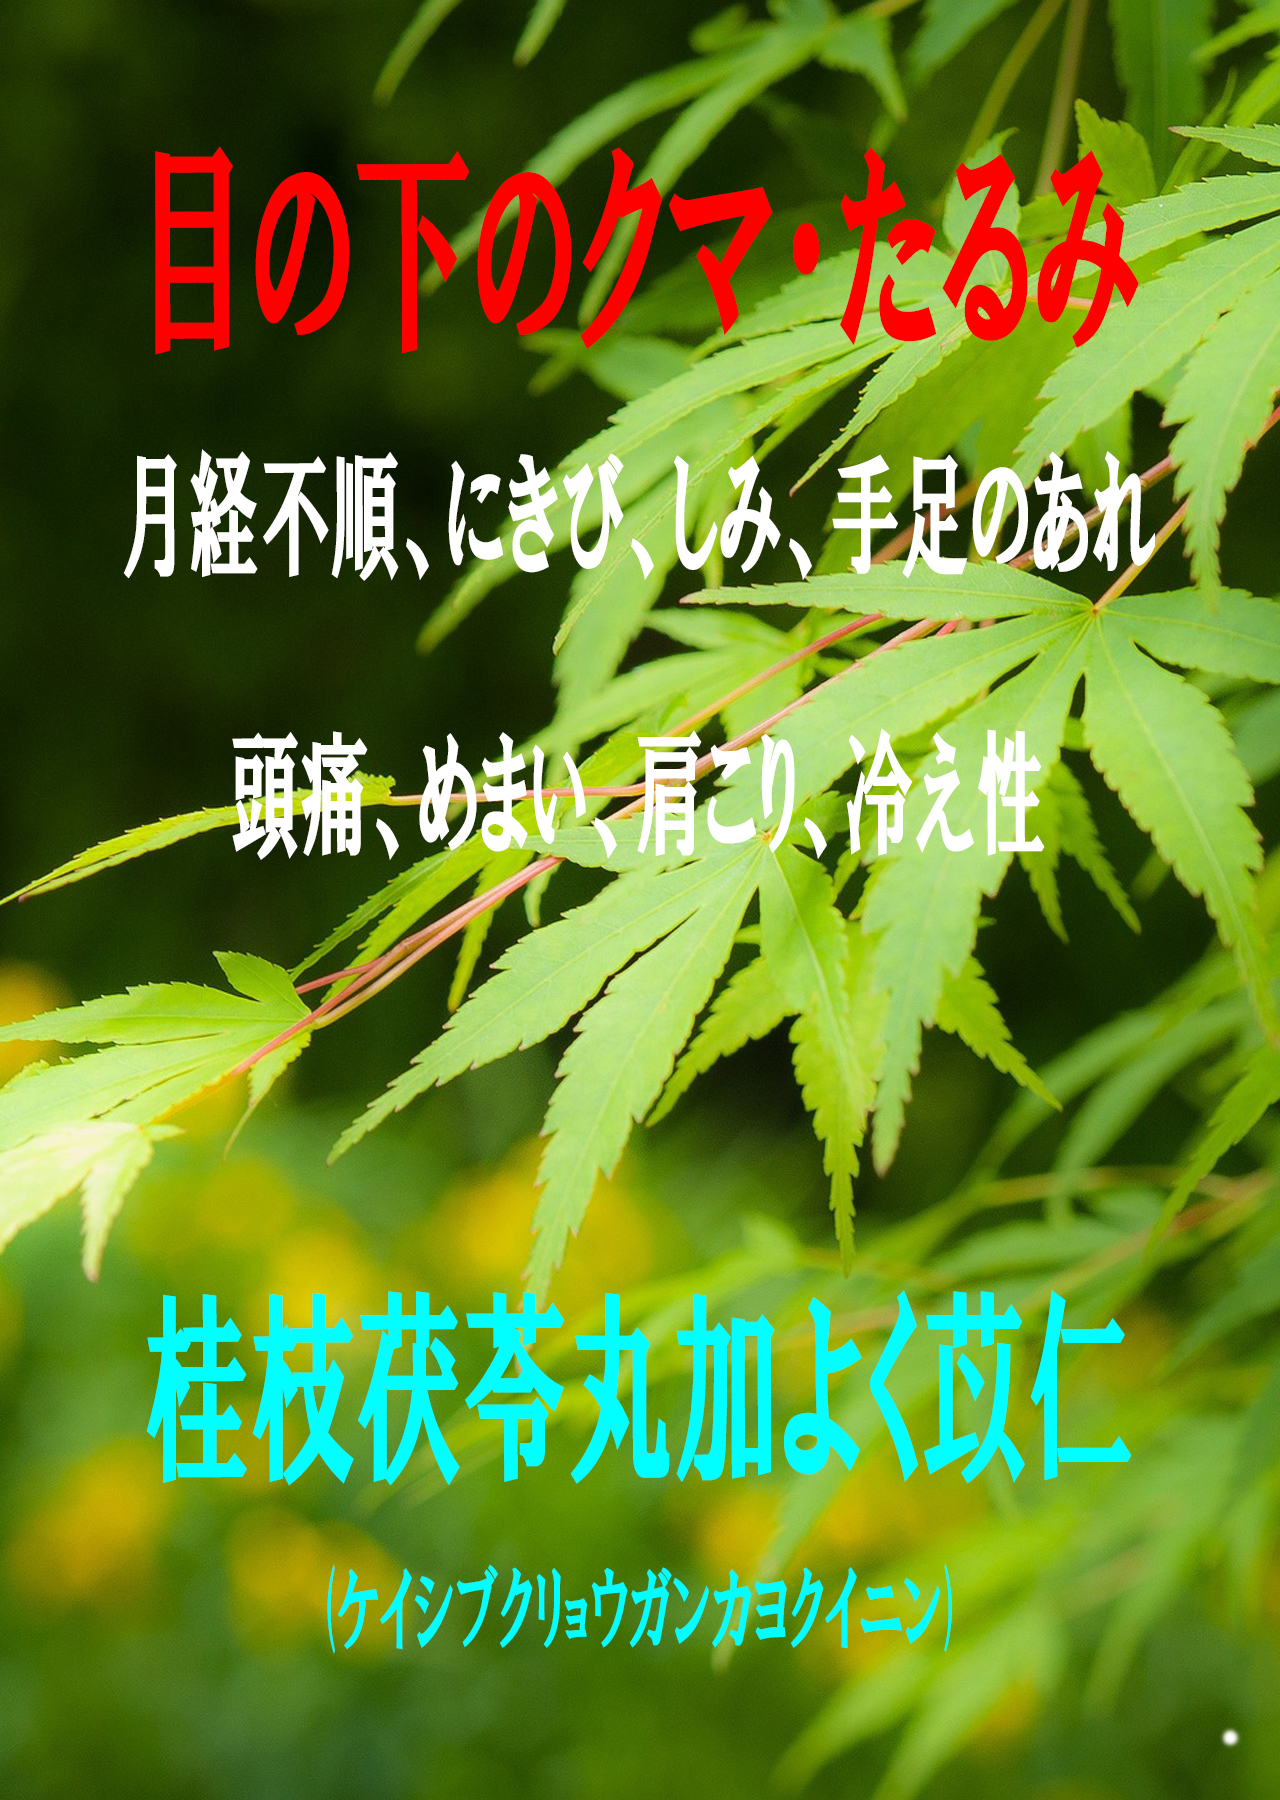 目の下のクマ・たるみ
月経不順、にきび、しみ、手足のあれ
頭痛、めまい、肩こり、冷え性
桂枝茯苓丸加よく苡仁
(ケイシブクリョウガンカヨクイニン)